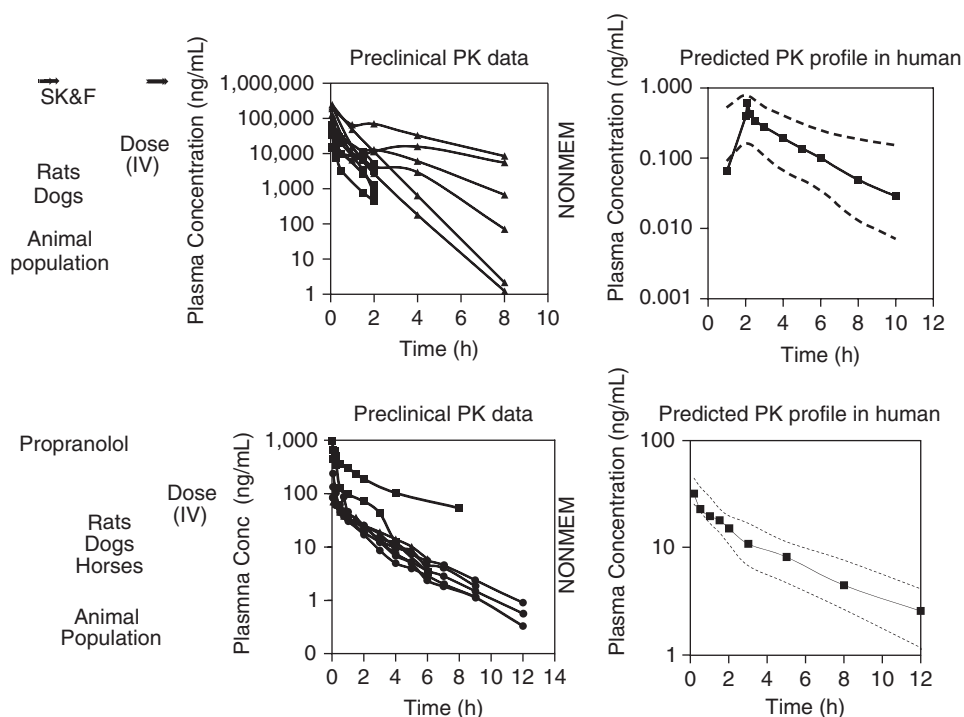 Preclinical PK data
SK&F
Dose
(IV)
Rats
Dogs
Animal
population
Plasma Concentration (ng/mL)
1,000,000
100,000
10,000
1,000
100
10
1
0 2 4 6 8 10
Time (h)
NONMEM
Predicted PK profile in human
Plasma Concentration (ng/mL)
1.000
0.100
0.010
0.001
0 2 4 6 8 10 12
Time (h)
Preclinical PK data
Propranolol
Dose
(IV)
Rats
Dogs
Horses
Animal
Population
Plasmna Conc (ng/mL)
1,000
100
10
1
0
0 2 4 6 8 10 12 14
Time (h)
NONMEM
Predicted PK profile in human
Plasma Concentration (ng/mL)
100
10
1
0 2 4 6 8 10 12
Time (h)